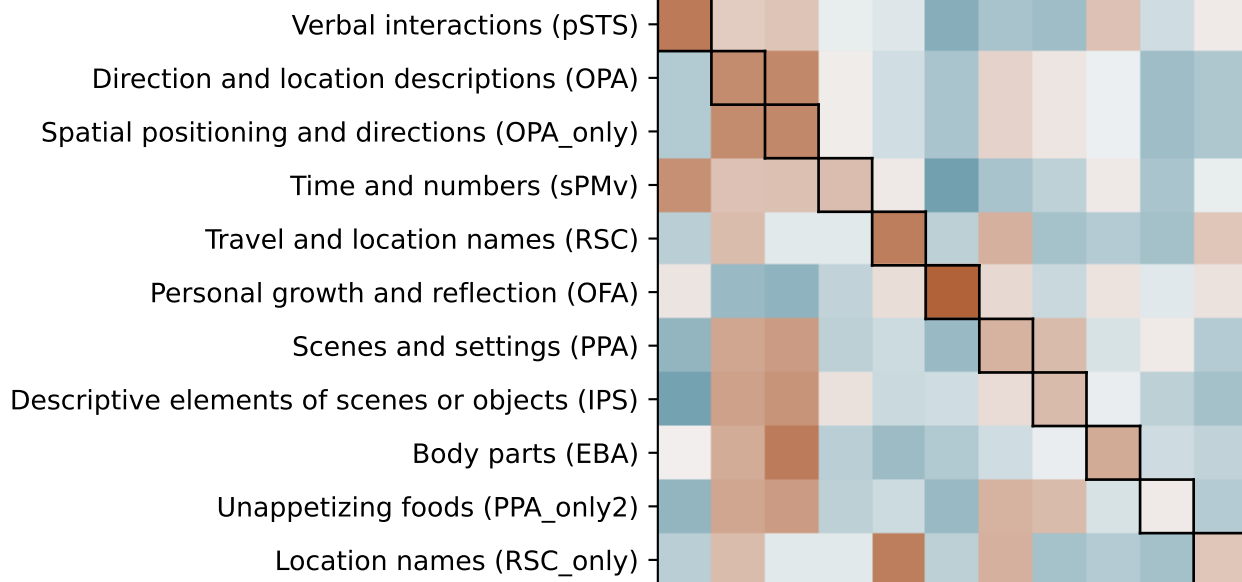 Verbal interactions (pSTS)
Direction and location descriptions (OPA)
Spatial positioning and directions (OPA_only)
Time and numbers (sPMv)
Travel and location names (RSC)
Personal growth and reflection (OFA)
Scenes and settings (PPA)
Descriptive elements of scenes or objects (IPS)
Body parts (EBA)
Unappetizing foods (PPA_only2)
Location names (RSC_only)